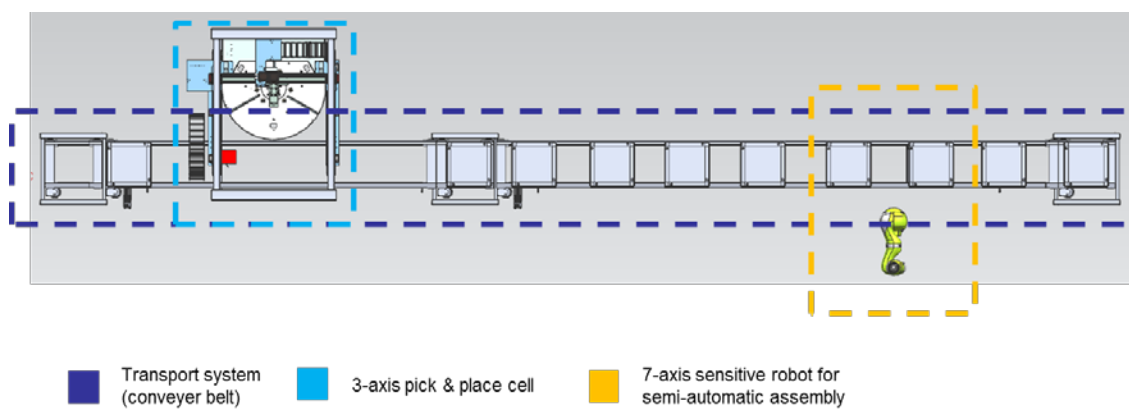 Transport system
(conveyer belt)
3-axis pick & place cell
7-axis sensitive robot for
semi-automatic assembly